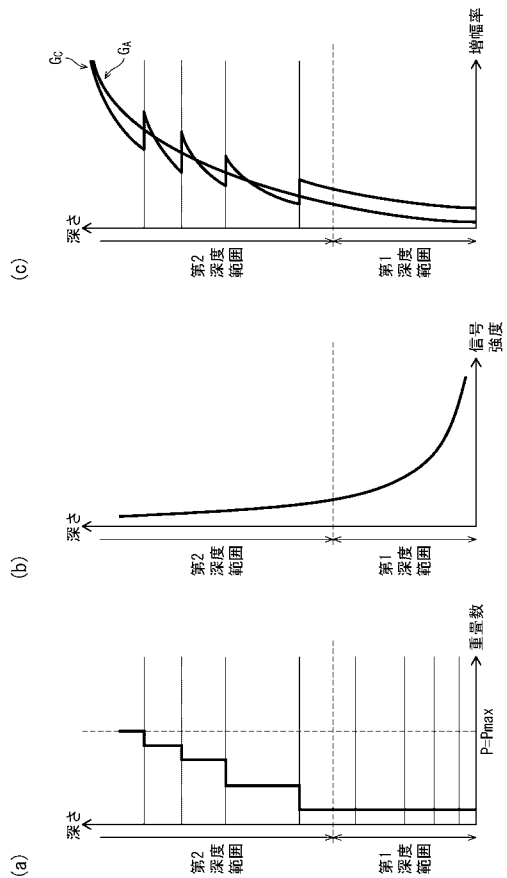 (a)
深さ
第2
深度
範囲
第1
深度
範囲
P=Pmax
重畳数
(b)
深さ
第2
深度
範囲
第1
深度
範囲
信号
強度
(c)
深さ
GC
GA
第2
深度
範囲
第1
深度
範囲
増幅率